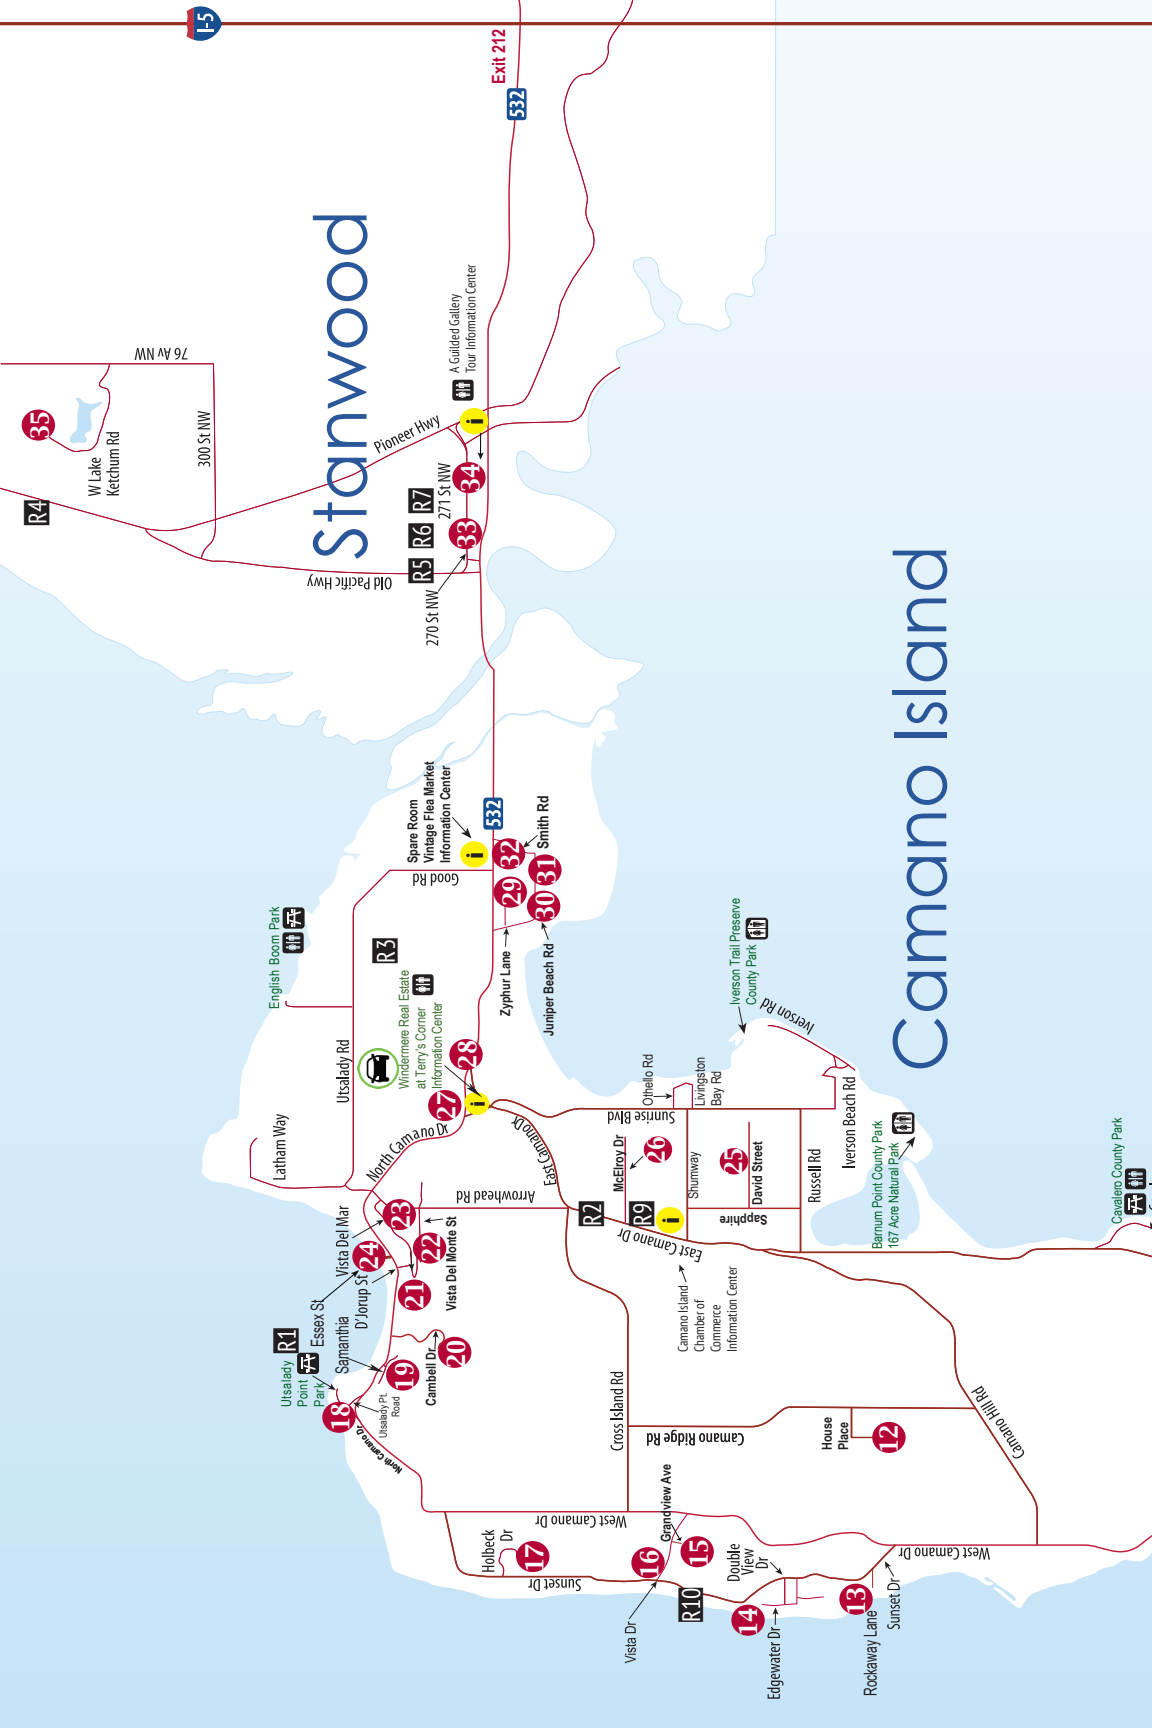 I-5
Exit 212
532
Stanwood
A Guilded Gallery
Tour Information Center
i
76 Av NW
35
W Lake
Ketchum Rd
300 St NW
Pioneer Hwy
R4
34
271 St NW
R5
R6
R7
33
270 St NW
Old Pacific Hwy
Camano Island
Spare Room
Vintage Flea Market
Information Center
i
532
Good Rd
32
Smith Rd
31
29
30
Zyphur Lane
Juniper Beach Rd
English Boom Park
R3
Utsalady Rd
Windermere Real Estate
at Terry's Corner
Information Center
28
i
27
Latham Way
North Camano Dr
East Camano Dr
Arrowhead Rd
Iverson Trail Preserve
County Park
Iverson Rd
Othello Rd
Livingston
Bay Rd
Sunrise Blvd
McElroy Dr
26
Shumway
25
David Street
Russell Rd
Iverson Beach Rd
Sapphire
R2
R9
i
East Camano Dr
Camano Island
Chamber of
Commerce
Information Center
Barnum Point County Park
167 Acre Natural Park
Cavalero County Park
Vista Del Mar
23
24
22
Vista Del Monte St
21
D'Jorup St
Essex St
Samanthia
R1
Utsalady
Point
Park
18
19
Utsalady Pt.
Road
Cambell Dr
20
North Camano Dr
Cross Island Rd
Camano Ridge Rd
House
Place
12
Camano Hill Rd
West Camano Dr
Grandview Ave
Holbeck
Dr
17
Sunset Dr
16
15
Vista Dr
R10
Double
View
Dr
14
Edgewater Dr
13
Rockaway Lane
Sunset Dr
West Camano Dr